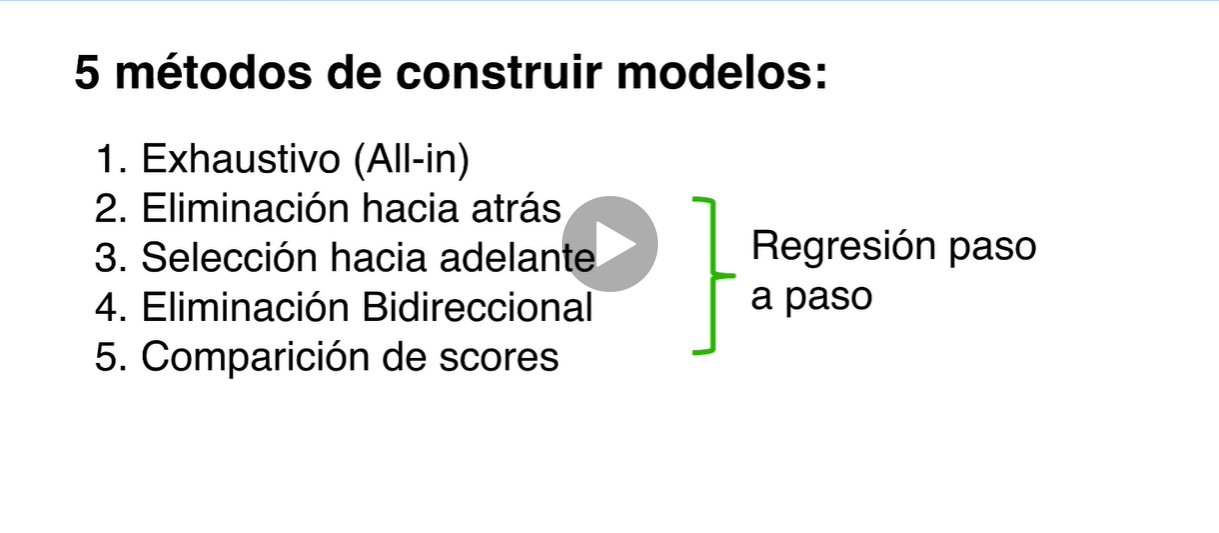 5 métodos de construir modelos:
1. Exhaustivo (All-in)
2. Eliminación hacia atrás
3. Selección hacia adelante
4. Eliminación Bidireccional
5. Comparición de scores
Regresión paso
a paso